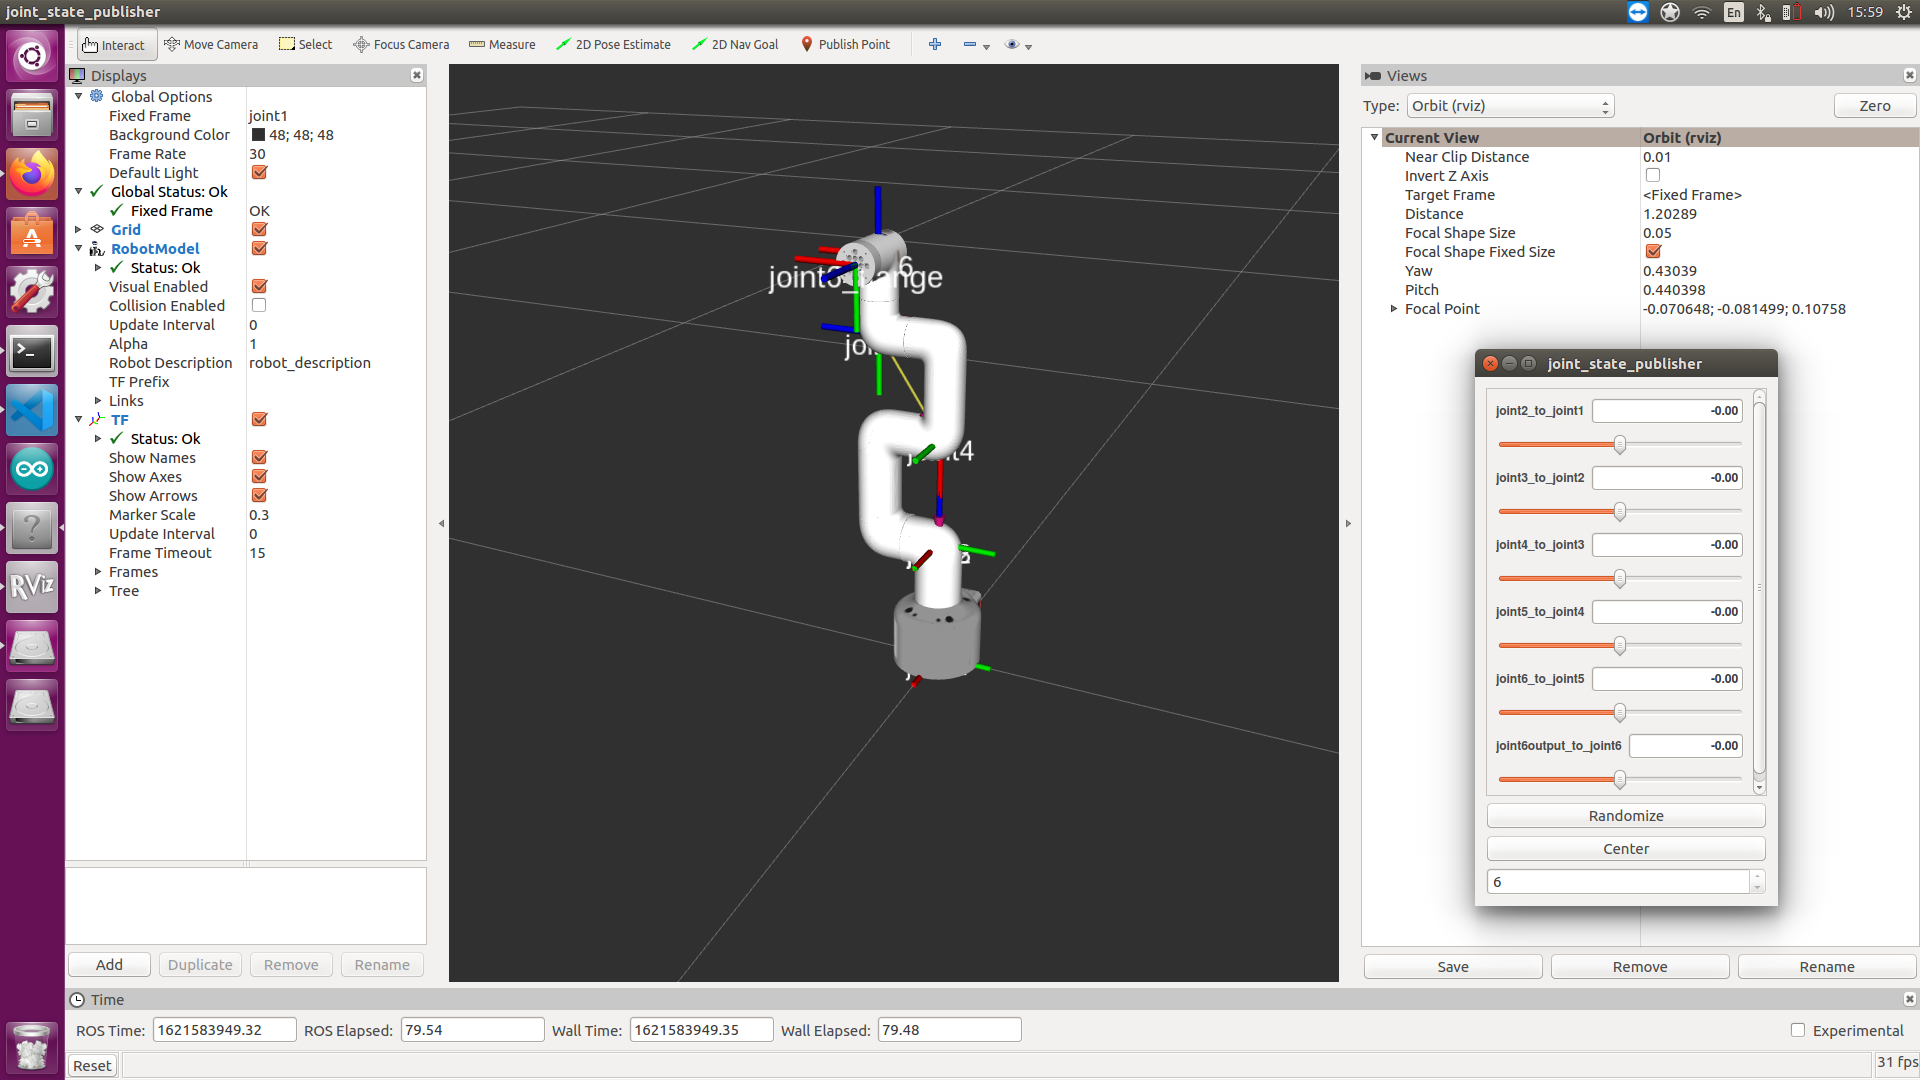 joint_state_publisher
En
15:59
Interact
Move Camera
Select
Focus Camera
Measure
2D Pose Estimate
2D Nav Goal
Publish Point
Displays
Global Options
Fixed Frame joint1
Background Color 48; 48; 48
Frame Rate 30
Default Light
Global Status: Ok
Fixed Frame OK
Grid
RobotModel
Status: Ok
Visual Enabled
Collision Enabled
Update Interval 0
Alpha 1
Robot Description robot_description
TF Prefix
Links
TF
Status: Ok
Show Names
Show Axes
Show Arrows
Marker Scale 0.3
Update Interval 0
Frame Timeout 15
Frames
Tree
Add
Duplicate
Remove
Rename
RViz
Views
Type: Orbit (rviz) Zero
Current View Orbit (rviz)
Near Clip Distance 0.01
Invert Z Axis
Target Frame <Fixed Frame>
Distance 1.20289
Focal Shape Size 0.05
Focal Shape Fixed Size
Yaw 0.43039
Pitch 0.440398
Focal Point -0.070648; -0.081499; 0.10758
joint_state_publisher
joint2_to_joint1 -0.00
joint3_to_joint2 -0.00
joint4_to_joint3 -0.00
joint5_to_joint4 -0.00
joint6_to_joint5 -0.00
joint6output_to_joint6 -0.00
Randomize
Center
6
Save
Remove
Rename
Time
ROS Time: 1621583949.32 ROS Elapsed: 79.54 Wall Time: 1621583949.35 Wall Elapsed: 79.48 Experimental
Reset
31 fps